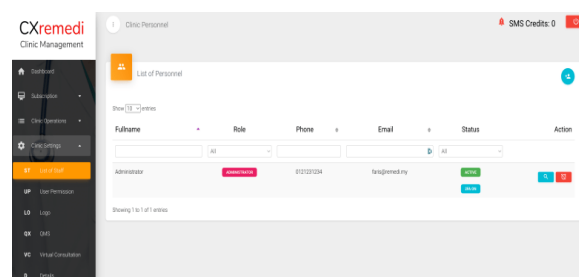 CXremedi
Clinic Management
Clinic Personnel
SMS Credits: 0
Dashboard
Subscription
Clinic Operations
Clinic Settings
ST List of Staff
UP User Permission
LO Logo
QX QMS
VC Virtual Consultation
D Details
List of Personnel
Show 10 entries
Fullname Role Phone Email Status Action
All All
Administrator ADMINISTRATOR 0121231234 faris@remedi.my ACTIVE
Showing 1 to 1 of 1 entries